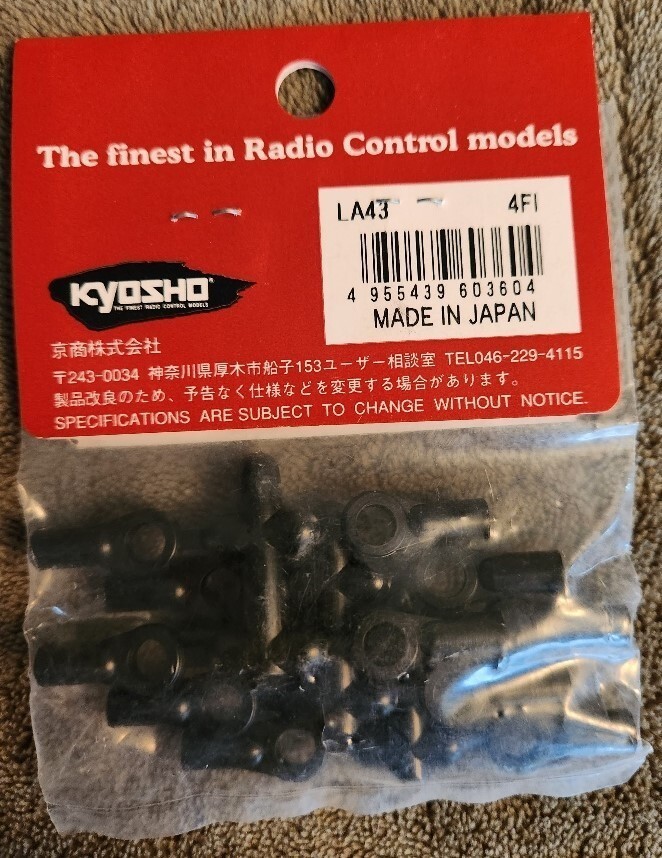 The finest in Radio Control models
LA43 4FI
4 955439 603604
MADE IN JAPAN
KYOSHO®
THE FINEST RADIO CONTROL MODELS
京商株式会社
〒243-0034 神奈川県厚木市船子153ユーザー相談室 TEL046-229-4115
製品改良のため、予告なく仕様などを変更する場合があります。
SPECIFICATIONS ARE SUBJECT TO CHANGE WITHOUT NOTICE.